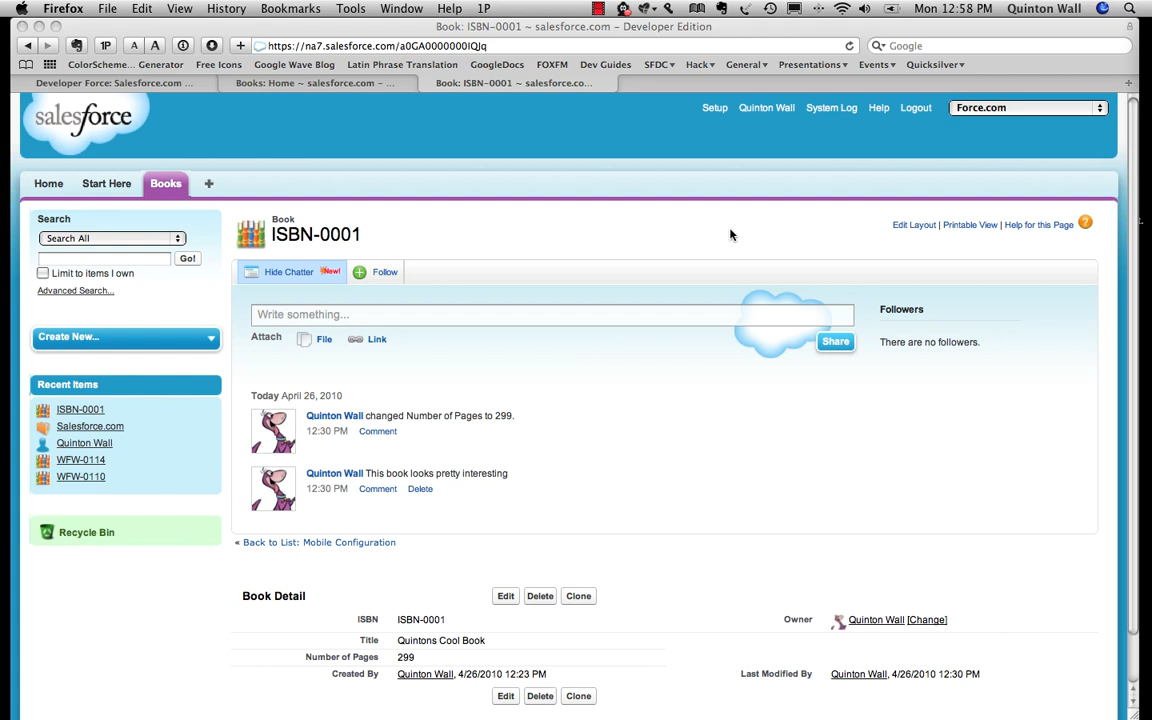 Firefox File Edit View History Bookmarks Tools Window Help 1P Mon 12:58 PM Quinton Wall
Book: ISBN-0001 ~ salesforce.com - Developer Edition
1P A A https://na7.salesforce.com/a0GA0000000IQJq Google
ColorScheme... Generator Free Icons Google Wave Blog Latin Phrase Translation GoogleDocs FOXFM Dev Guides SFDC Hack General Presentations Events Quicksilver
Developer Force: Salesforce.com ... Books: Home ~ salesforce.com – ... Book: ISBN-0001 ~ salesforce.co...
salesforce
Setup Quinton Wall System Log Help Logout Force.com
Home Start Here Books
Search
Search All
Go!
Limit to items I own
Advanced Search...
Create New...
Recent Items
ISBN-0001
Salesforce.com
Quinton Wall
WFW-0114
WFW-0110
Recycle Bin
Book
ISBN-0001
Edit Layout | Printable View | Help for this Page ?
Hide Chatter New! Follow
Write something...
Attach File Link
Share
Followers
There are no followers.
Today April 26, 2010
Quinton Wall changed Number of Pages to 299.
12:30 PM Comment
Quinton Wall This book looks pretty interesting
12:30 PM Comment Delete
« Back to List: Mobile Configuration
Book Detail Edit Delete Clone
ISBN ISBN-0001 Owner Quinton Wall [Change]
Title Quintons Cool Book
Number of Pages 299
Created By Quinton Wall, 4/26/2010 12:23 PM Last Modified By Quinton Wall, 4/26/2010 12:30 PM
Edit Delete Clone